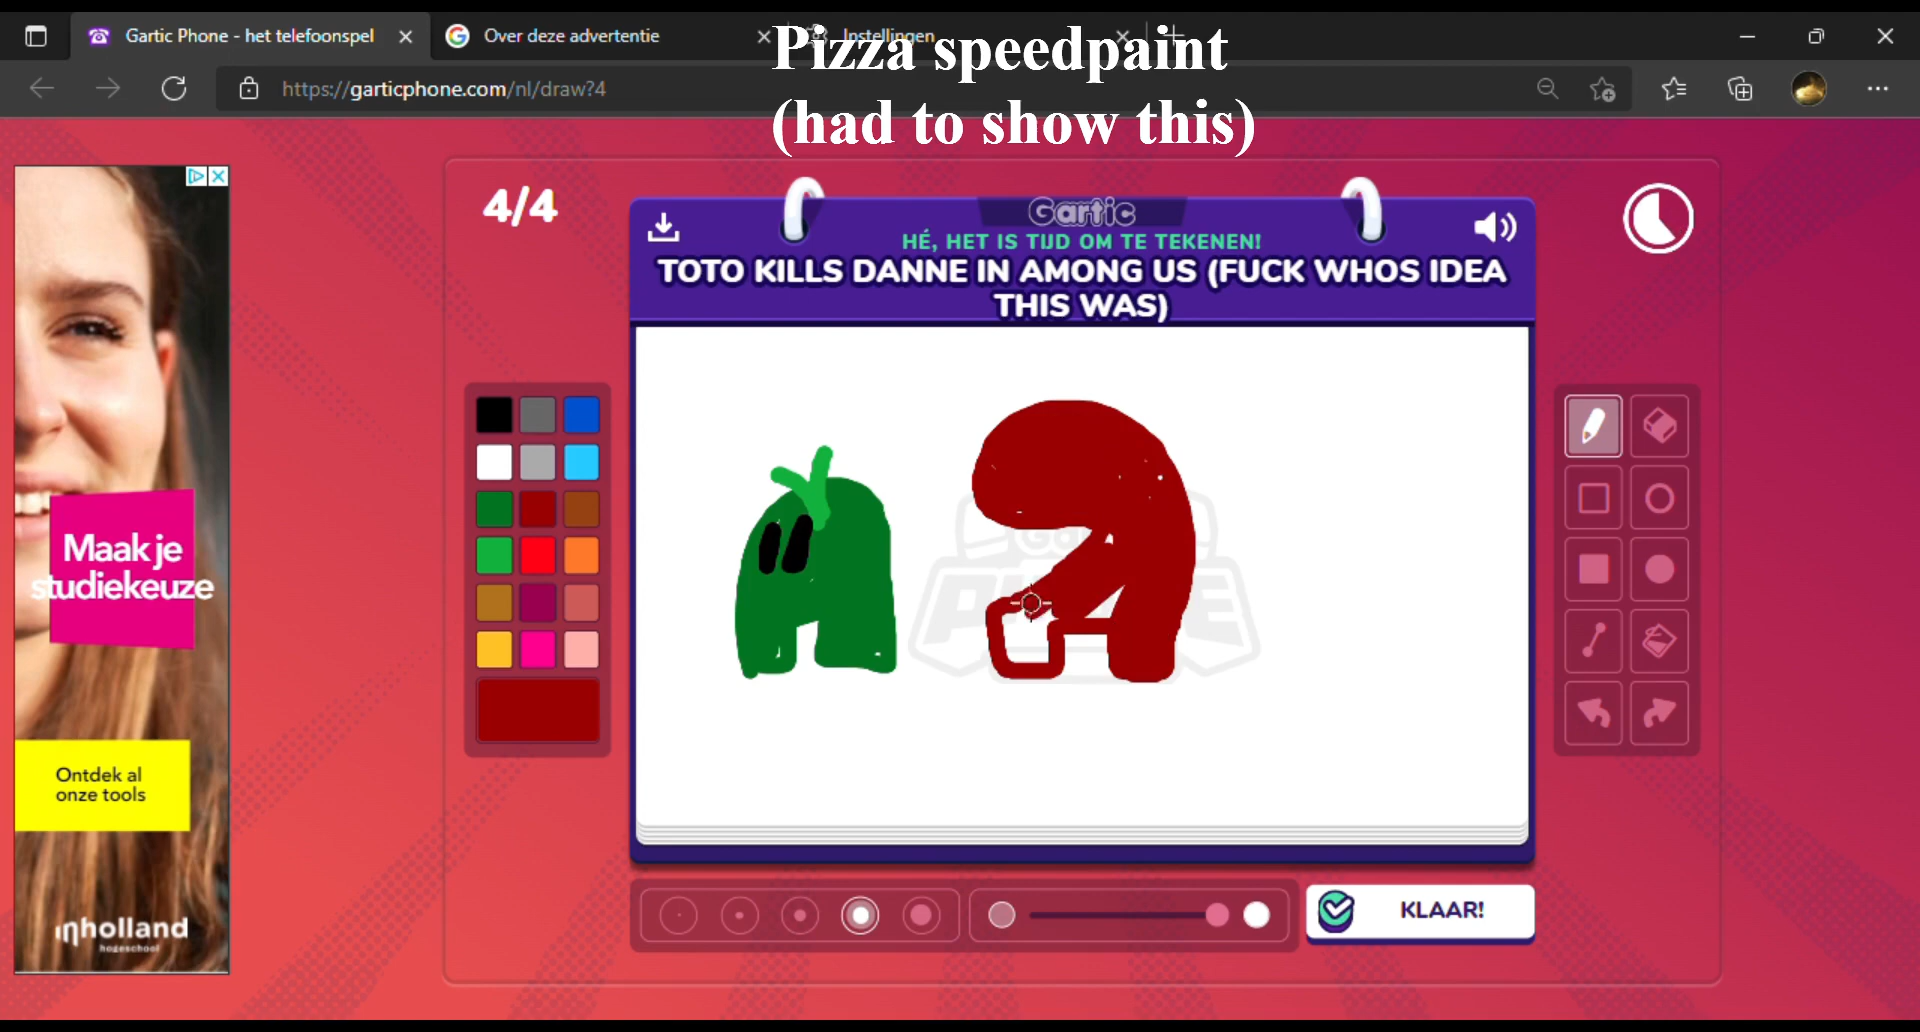 Gartic Phone - het telefoonspel
Over deze advertentie
Instellingen
Pizza speedpaint
(had to show this)
https://garticphone.com/nl/draw?4
4/4
Gartic
HÉ, HET IS TIJD OM TE TEKENEN!
TOTO KILLS DANNE IN AMONG US (FUCK WHOS IDEA
THIS WAS)
Maak je
studiekeuze
Ontdek al
onze tools
inholland
hogeschool
KLAAR!